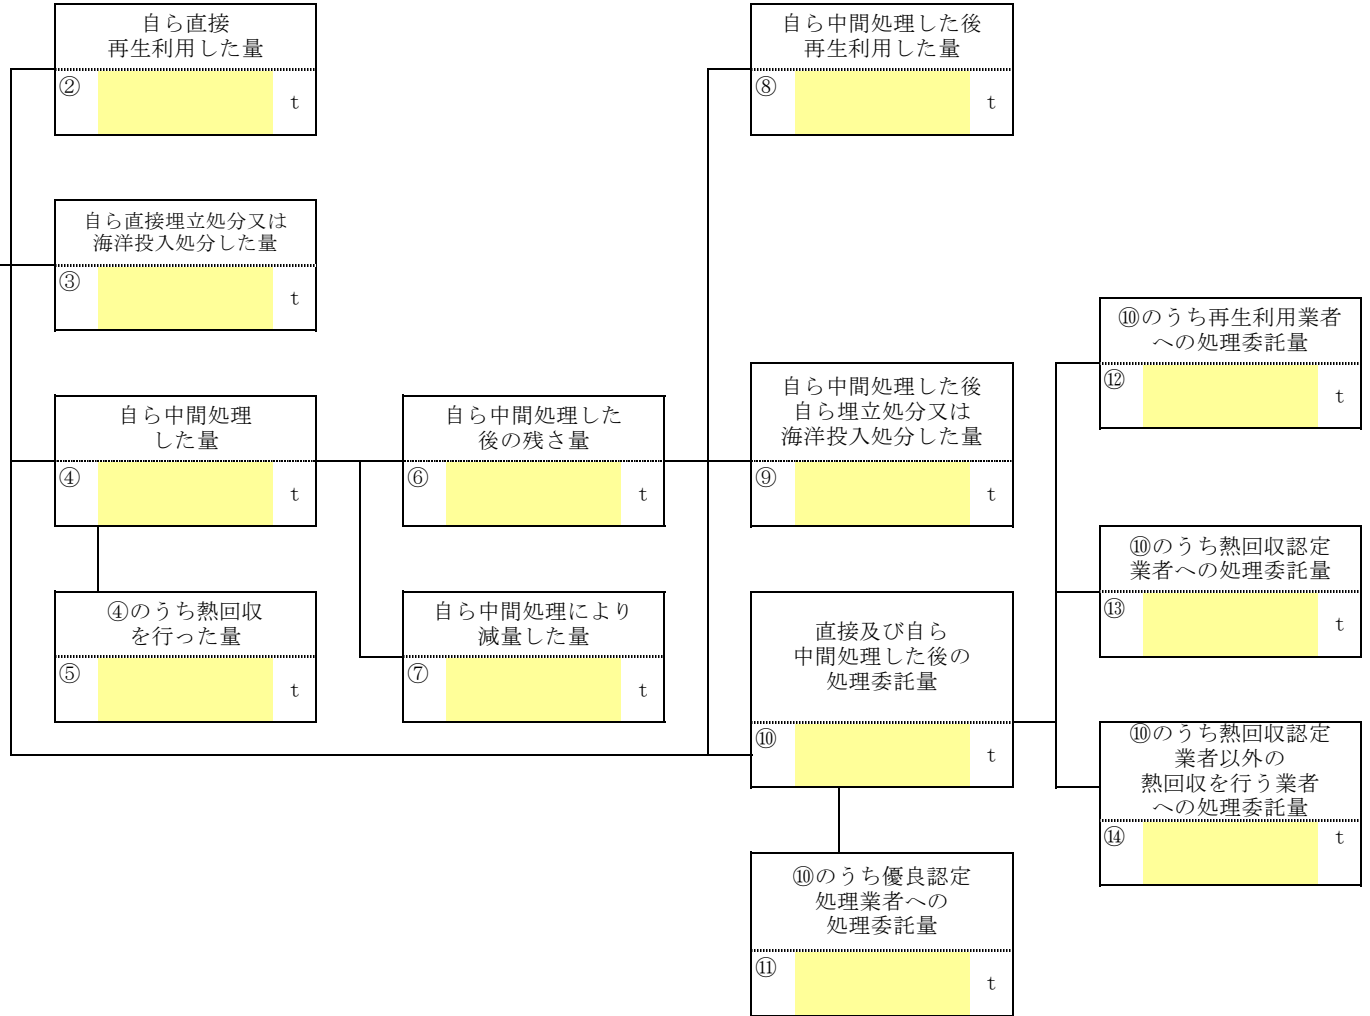 自ら直接
再生利用した量
②
t
自ら直接埋立処分又は
海洋投入処分した量
③
t
自ら中間処理
した量
④
t
④のうち熱回収
を行った量
⑤
t
自ら中間処理した
後の残さ量
⑥
t
自ら中間処理により
減量した量
⑦
t
自ら中間処理した後
再生利用した量
⑧
t
自ら中間処理した後
自ら埋立処分又は
海洋投入処分した量
⑨
t
直接及び自ら
中間処理した後の
処理委託量
⑩
t
⑩のうち優良認定
処理業者への
処理委託量
⑪
t
⑩のうち再生利用業者
への処理委託量
⑫
t
⑩のうち熱回収認定
業者への処理委託量
⑬
t
⑩のうち熱回収認定
業者以外の
熱回収を行う業者
への処理委託量
⑭
t